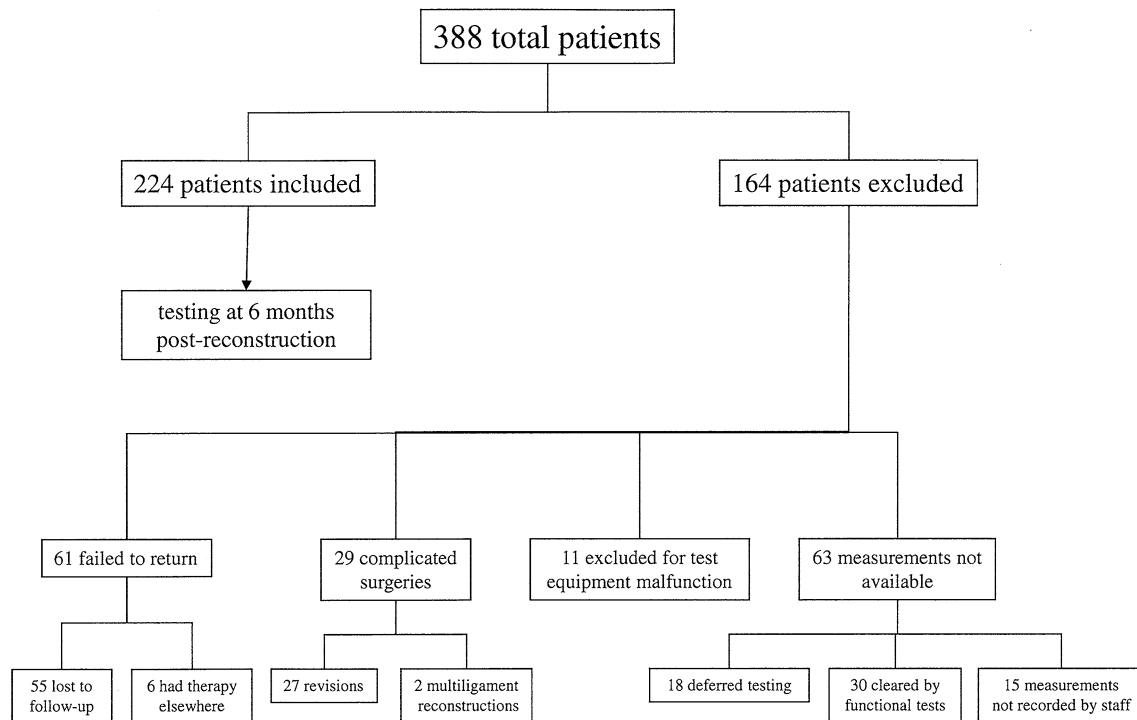 388 total patients
224 patients included
164 patients excluded
testing at 6 months
post-reconstruction
61 failed to return
29 complicated
surgeries
11 excluded for test
equipment malfunction
63 measurements not
available
55 lost to
follow-up
6 had therapy
elsewhere
27 revisions
2 multiligament
reconstructions
18 deferred testing
30 cleared by
functional tests
15 measurements
not recorded by staff